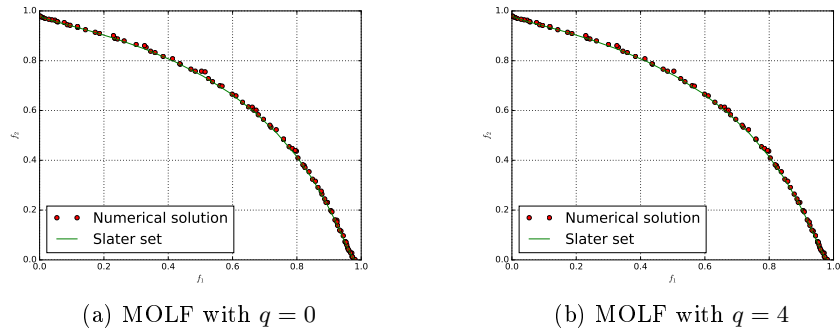 1.0
0.8
0.6
0.4
0.2
0.0
f₂
0.0 0.2 0.4 0.6 0.8 1.0
f₁
Numerical solution
Slater set
(a) MOLF with q = 0
1.0
0.8
0.6
0.4
0.2
0.0
f₂
0.0 0.2 0.4 0.6 0.8 1.0
f₁
Numerical solution
Slater set
(b) MOLF with q = 4